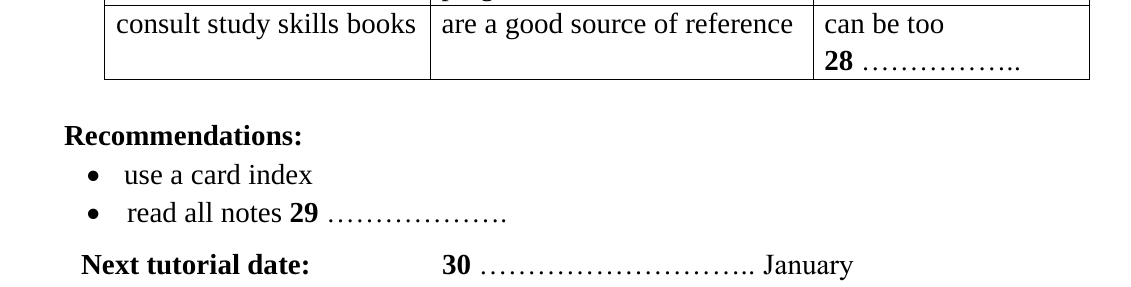 consult study skills books are a good source of reference can be too
28 ……………..
Recommendations:
• use a card index
• read all notes 29 ……………….
Next tutorial date: 30 ……………………….. January